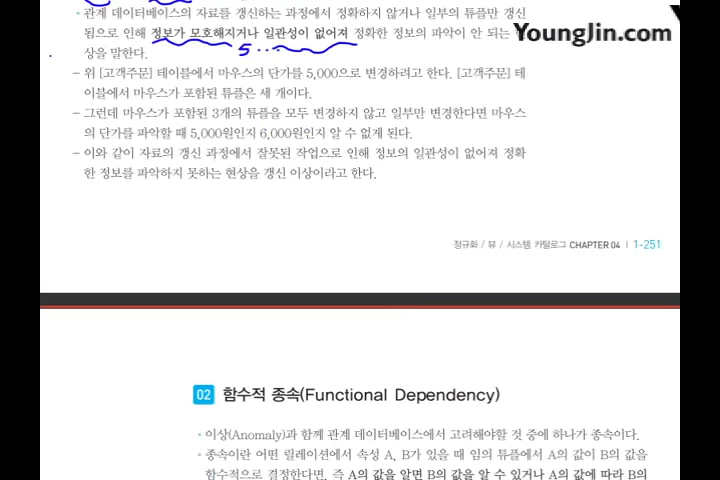 YoungJin.com
• 관계 데이터베이스의 자료를 갱신하는 과정에서 정확하지 않거나 일부의 튜플만 갱신
됨으로 인해 정보가 모호해지거나 일관성이 없어져 정확한 정보의 파악이 안 되는
상을 말한다.
5
– 위 [고객주문] 테이블에서 마우스의 단가를 5,000으로 변경하려고 한다. [고객주문] 테
이블에서 마우스가 포함된 튜플은 세 개이다.
– 그런데 마우스가 포함된 3개의 튜플을 모두 변경하지 않고 일부만 변경한다면 마우스
의 단가를 파악할 때 5,000원인지 6,000원인지 알 수 없게 된다.
– 이와 같이 자료의 갱신 과정에서 잘못된 작업으로 인해 정보의 일관성이 없어져 정확
한 정보를 파악하지 못하는 현상을 갱신 이상이라고 한다.
정규화 / 뷰 / 시스템 카탈로그 CHAPTER 04 | 1-251
02 함수적 종속(Functional Dependency)
• 이상(Anomaly)과 함께 관계 데이터베이스에서 고려해야할 것 중에 하나가 종속이다.
• 종속이란 어떤 릴레이션에서 속성 A, B가 있을 때 임의 튜플에서 A의 값이 B의 값을
함수적으로 결정한다면, 즉 A의 값을 알면 B의 값을 알 수 있거나 A의 값에 따라 B의